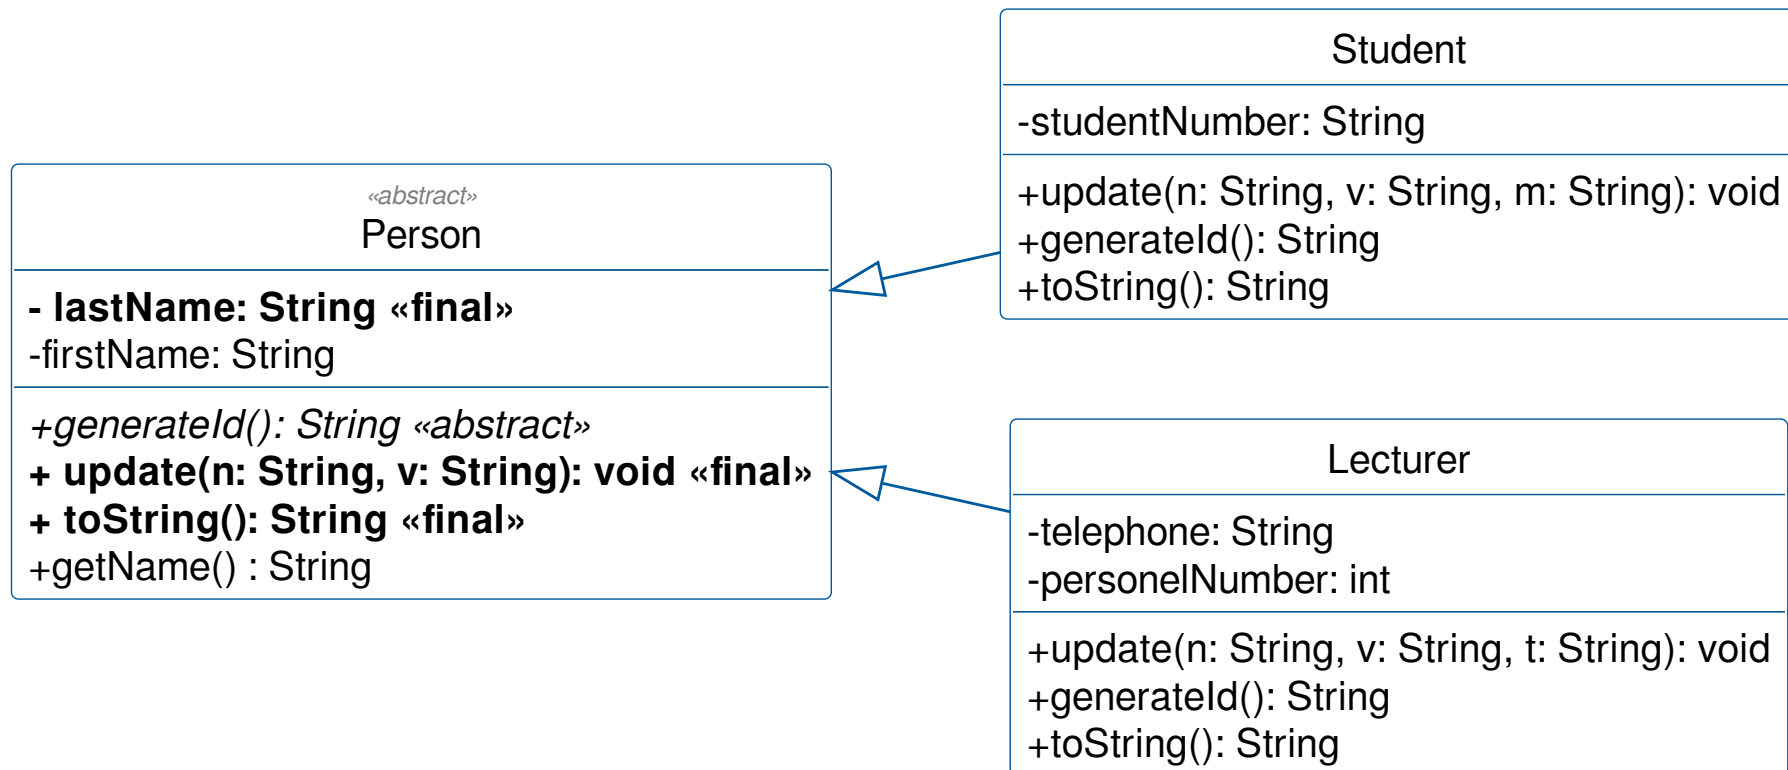 «abstract»
Person
- lastName: String «final»
-firstName: String
+generateId(): String «abstract»
+ update(n: String, v: String): void «final»
+ toString(): String «final»
+getName() : String
Student
-studentNumber: String
+update(n: String, v: String, m: String): void
+generateId(): String
+toString(): String
Lecturer
-telephone: String
-personelNumber: int
+update(n: String, v: String, t: String): void
+generateId(): String
+toString(): String